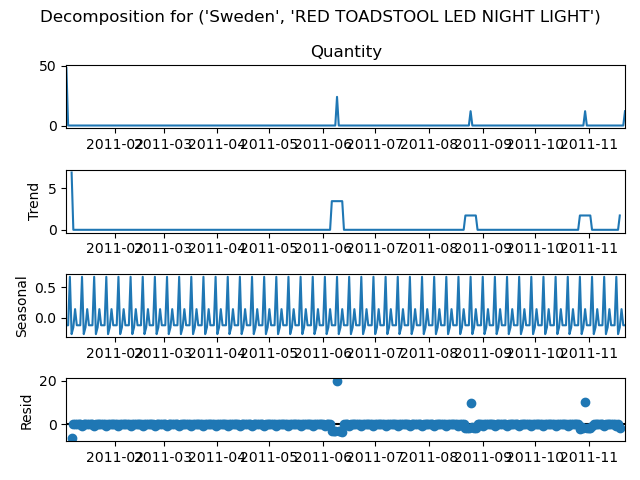 Decomposition for ('Sweden', 'RED TOADSTOOL LED NIGHT LIGHT')
Quantity
50
0
2011-02 2011-03 2011-04 2011-05 2011-06 2011-07 2011-08 2011-09 2011-10 2011-11
Trend
5
0
2011-02 2011-03 2011-04 2011-05 2011-06 2011-07 2011-08 2011-09 2011-10 2011-11
Seasonal
0.5
0.0
2011-02 2011-03 2011-04 2011-05 2011-06 2011-07 2011-08 2011-09 2011-10 2011-11
Resid
20
0
2011-02 2011-03 2011-04 2011-05 2011-06 2011-07 2011-08 2011-09 2011-10 2011-11